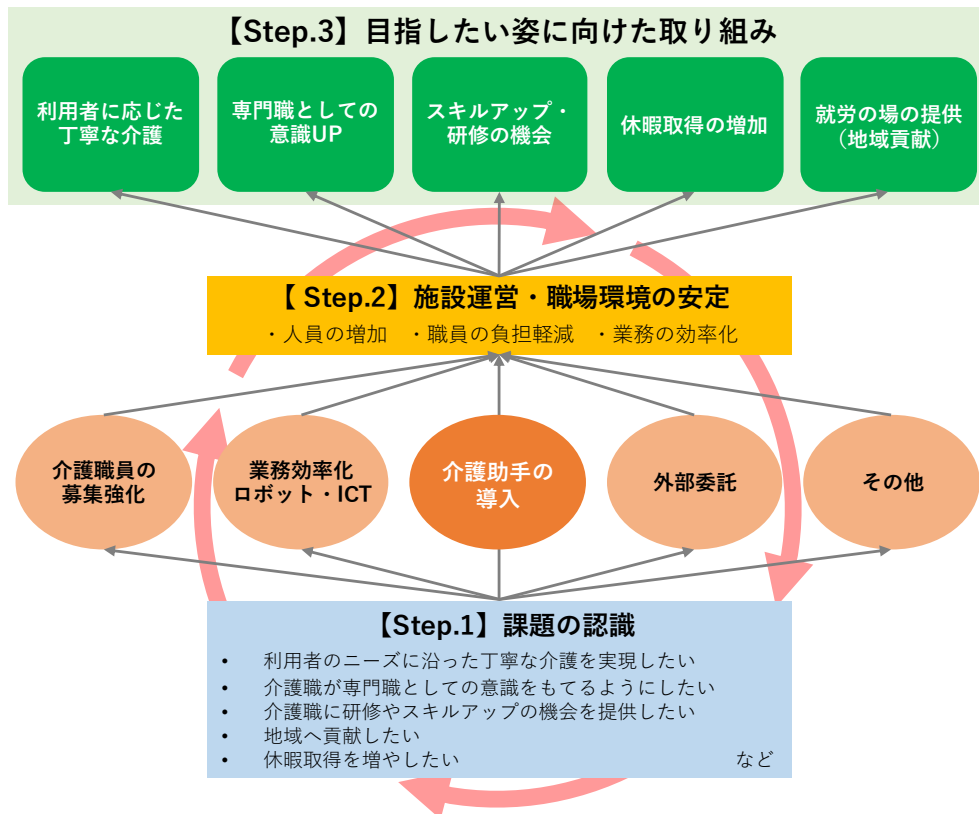 【Step.3】目指したい姿に向けた取り組み
利用者に応じた
丁寧な介護
専門職としての
意識UP
スキルアップ・
研修の機会
休暇取得の増加
就労の場の提供
（地域貢献）
【 Step.2】施設運営・職場環境の安定
・人員の増加　・職員の負担軽減　・業務の効率化
介護職員の
募集強化
業務効率化
ロボット・ICT
介護助手の
導入
外部委託
その他
【Step.1】課題の認識
• 利用者のニーズに沿った丁寧な介護を実現したい
• 介護職が専門職としての意識をもてるようにしたい
• 介護職に研修やスキルアップの機会を提供したい
• 地域へ貢献したい
• 休暇取得を増やしたい　など